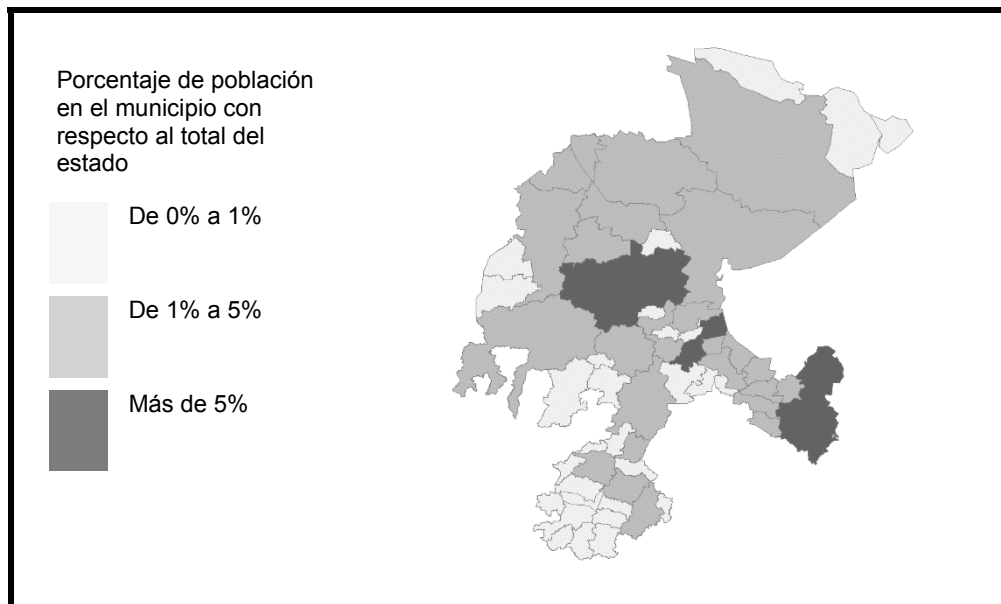 Porcentaje de población
en el municipio con
respecto al total del
estado
De 0% a 1%
De 1% a 5%
Más de 5%